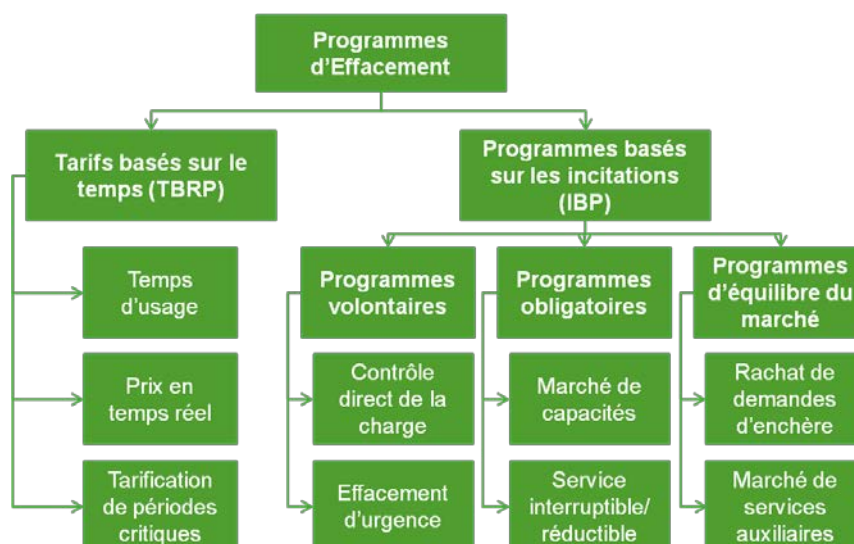 Programmes
d'Effacement
Tarifs basés sur le
temps (TBRP)
Programmes basés
sur les incitations
(IBP)
Temps
d'usage
Prix en
temps réel
Tarification
de périodes
critiques
Programmes
volontaires
Contrôle
direct de la
charge
Effacement
d'urgence
Programmes
obligatoires
Marché de
capacités
Service
interruptible/
réductible
Programmes
d'équilibre du
marché
Rachat de
demandes
d'enchère
Marché de
services
auxiliaires